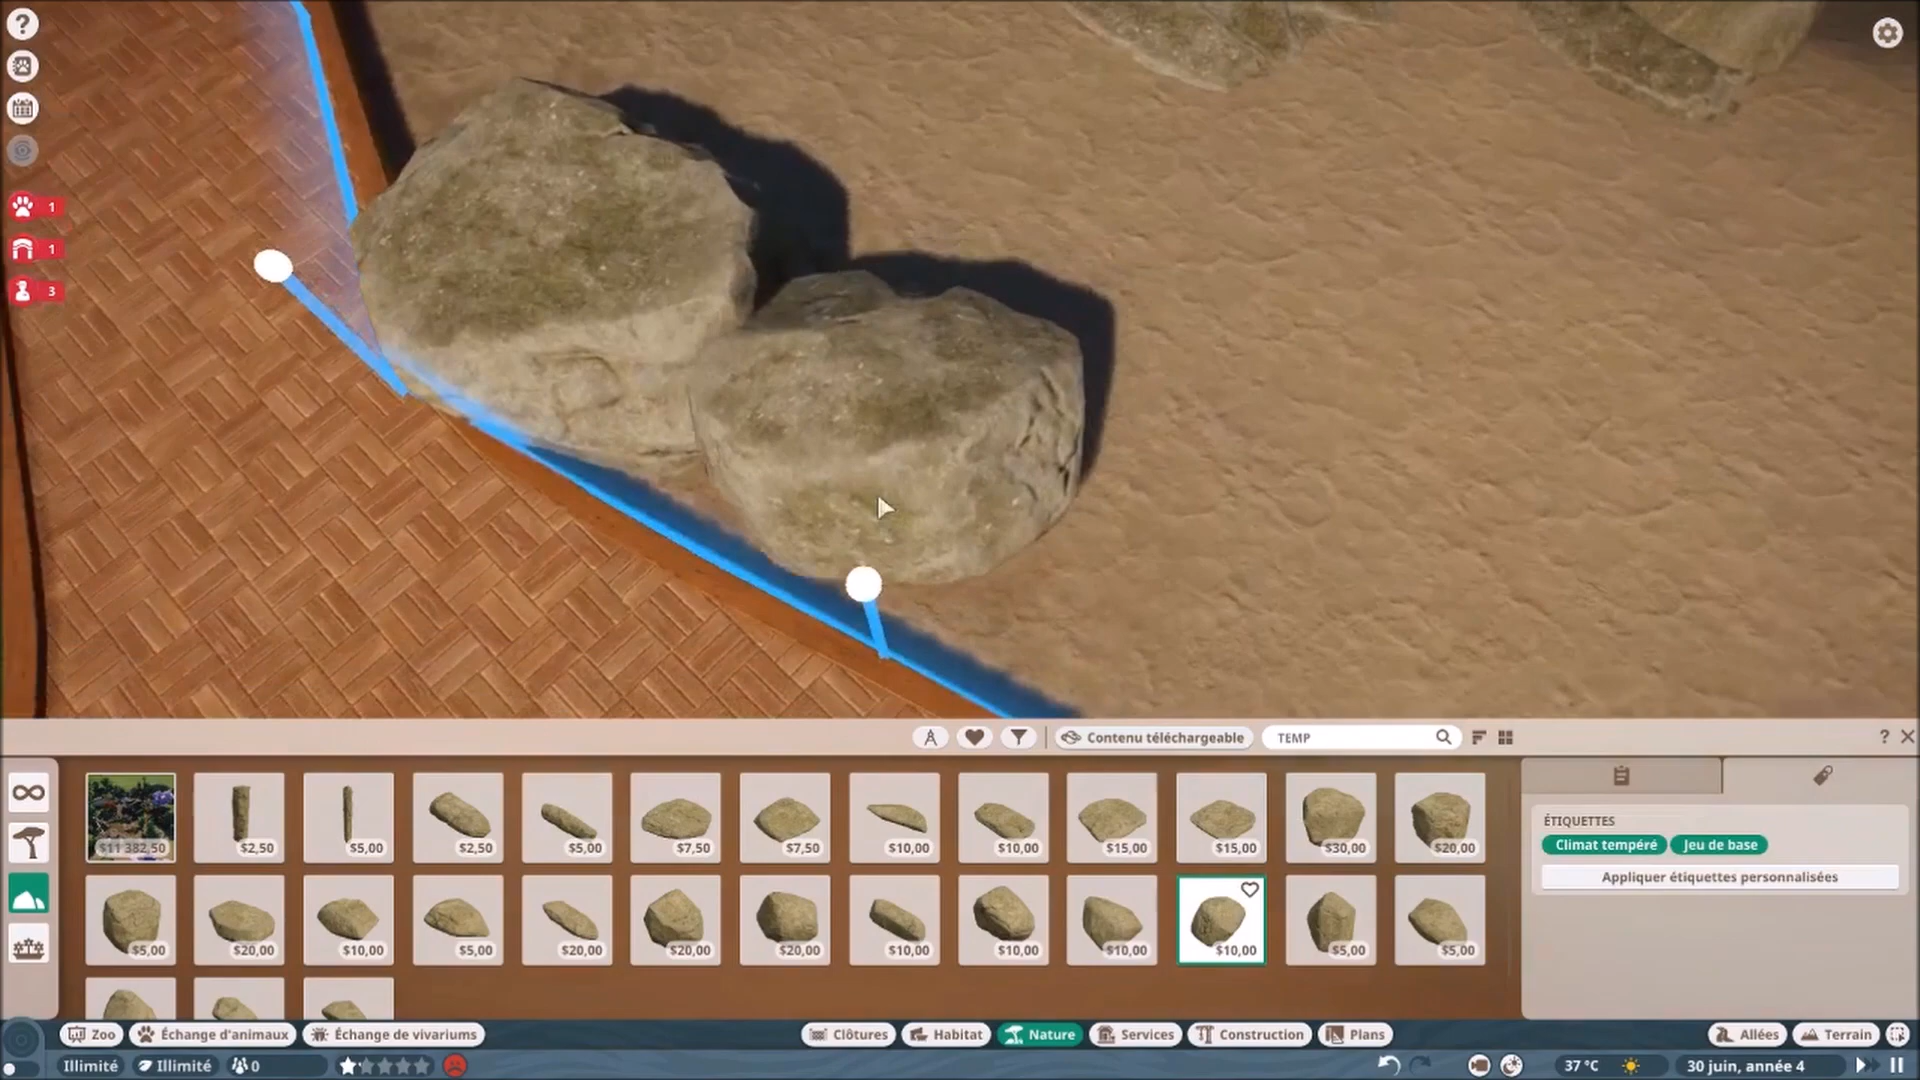 ?
1
1
3
Contenu téléchargeable TEMP ?
$11 382,50 $2,50 $5,00 $2,50 $5,00 $7,50 $7,50 $10,00 $10,00 $15,00 $15,00 $30,00 $20,00
ÉTIQUETTES
Climat tempéré Jeu de base
Appliquer étiquettes personnalisées
$5,00 $20,00 $10,00 $5,00 $20,00 $20,00 $20,00 $10,00 $10,00 $10,00 $10,00 $5,00 $5,00
Zoo Échange d'animaux Échange de vivariums Clôtures Habitat Nature Services Construction Plans Allées Terrain
Illimité Illimité 0 37 °C 30 juin, année 4